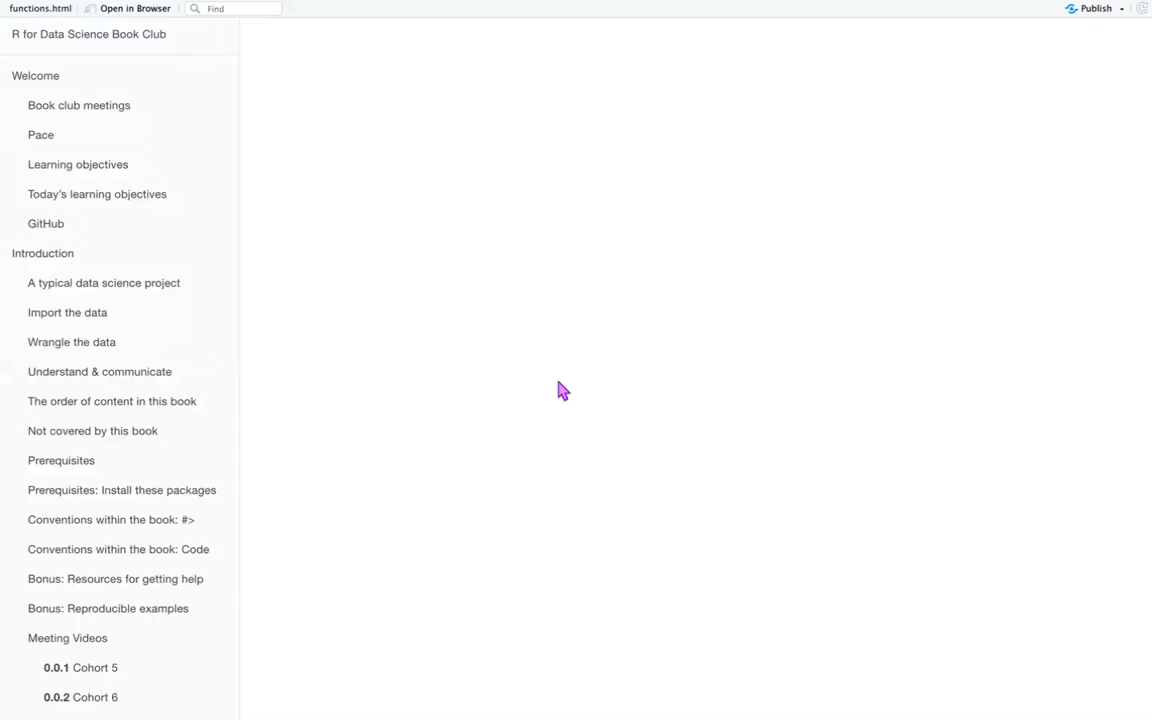 functions.html Open in Browser Find Publish
R for Data Science Book Club
Welcome
Book club meetings
Pace
Learning objectives
Today's learning objectives
GitHub
Introduction
A typical data science project
Import the data
Wrangle the data
Understand & communicate
The order of content in this book
Not covered by this book
Prerequisites
Prerequisites: Install these packages
Conventions within the book: #>
Conventions within the book: Code
Bonus: Resources for getting help
Bonus: Reproducible examples
Meeting Videos
0.0.1 Cohort 5
0.0.2 Cohort 6